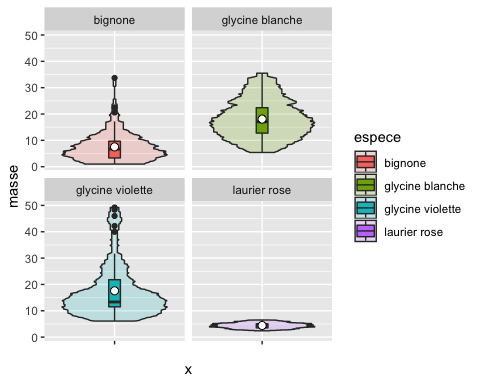 bignone
glycine blanche
50
40
30
20
10
0
masse
glycine violette
laurier rose
50
40
30
20
10
0
x
espece
bignone
glycine blanche
glycine violette
laurier rose